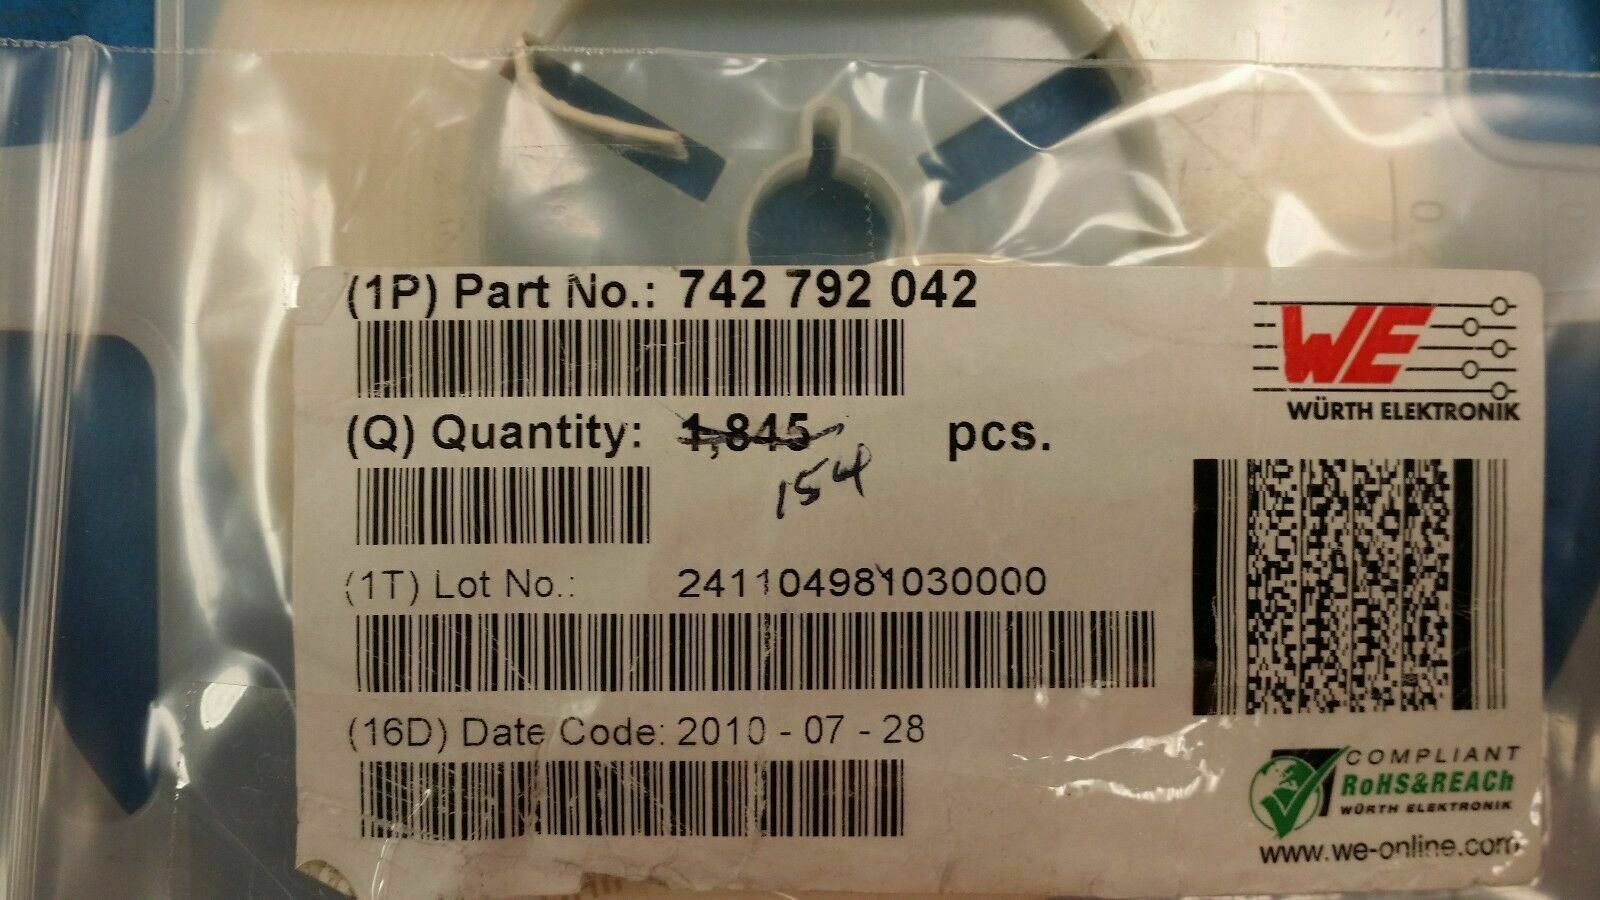 (1P) Part No.: 742 792 042
WE
WÜRTH ELEKTRONIK
(Q) Quantity: 1,845 pcs.
154
(1T) Lot No.: 241104981030000
(16D) Date Code: 2010 - 07 - 28
COMPLIANT
RoHS&REACh
WÜRTH ELEKTRONIK
www.we-online.com